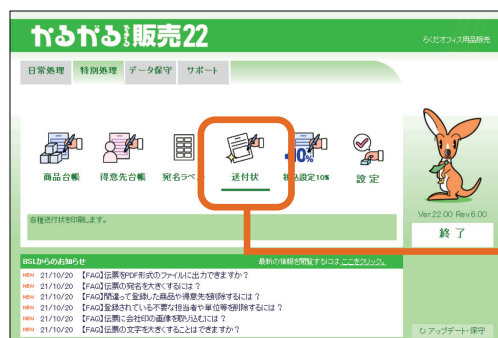 かるがるできる販売22
らくだオフィス用品販売
日常処理 特別処理 データ保守 サポート
商品台帳 得意先台帳 宛名ラベル 送付状 税込設定10% 設定
各種送付状を印刷します。
Ver.22.00 Rev.6.00
終了
BSLからのお知らせ 最新の情報を閲覧するには ここをクリック。
NEW 21/10/20 【FAQ】伝票をPDF形式のファイルに出力できますか？
NEW 21/10/20 【FAQ】伝票の宛名を大きくするには？
NEW 21/10/20 【FAQ】間違って登録した商品や得意先を削除するには？
NEW 21/10/20 【FAQ】登録されている不要な担当者や単位等を削除するには？
NEW 21/10/20 【FAQ】伝票に会社印の画像を取り込むには？
NEW 21/10/20 【FAQ】伝票の文字を大きくすることはできますか？
アップデート・保守